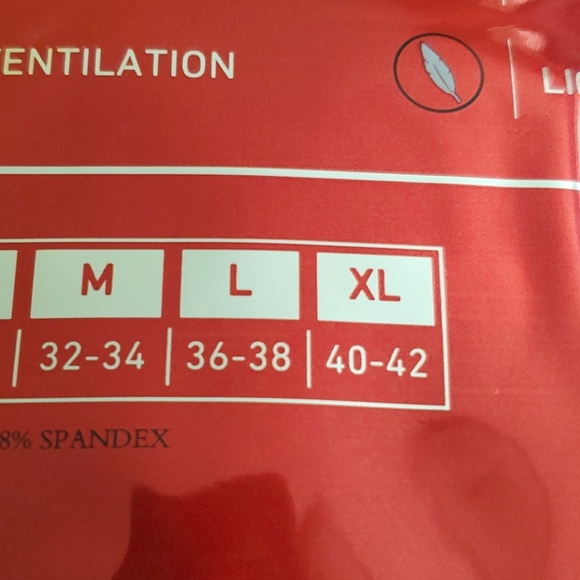 ENTILATION
M L XL
32-34 36-38 40-42
8% SPANDEX